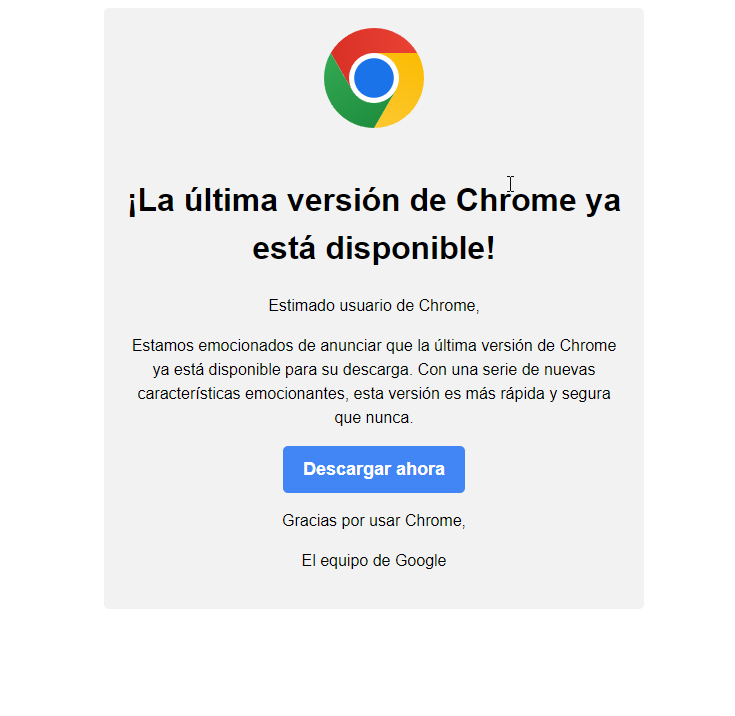 ¡La última versión de Chrome ya
está disponible!
Estimado usuario de Chrome,
Estamos emocionados de anunciar que la última versión de Chrome
ya está disponible para su descarga. Con una serie de nuevas
características emocionantes, esta versión es más rápida y segura
que nunca.
Descargar ahora
Gracias por usar Chrome,
El equipo de Google